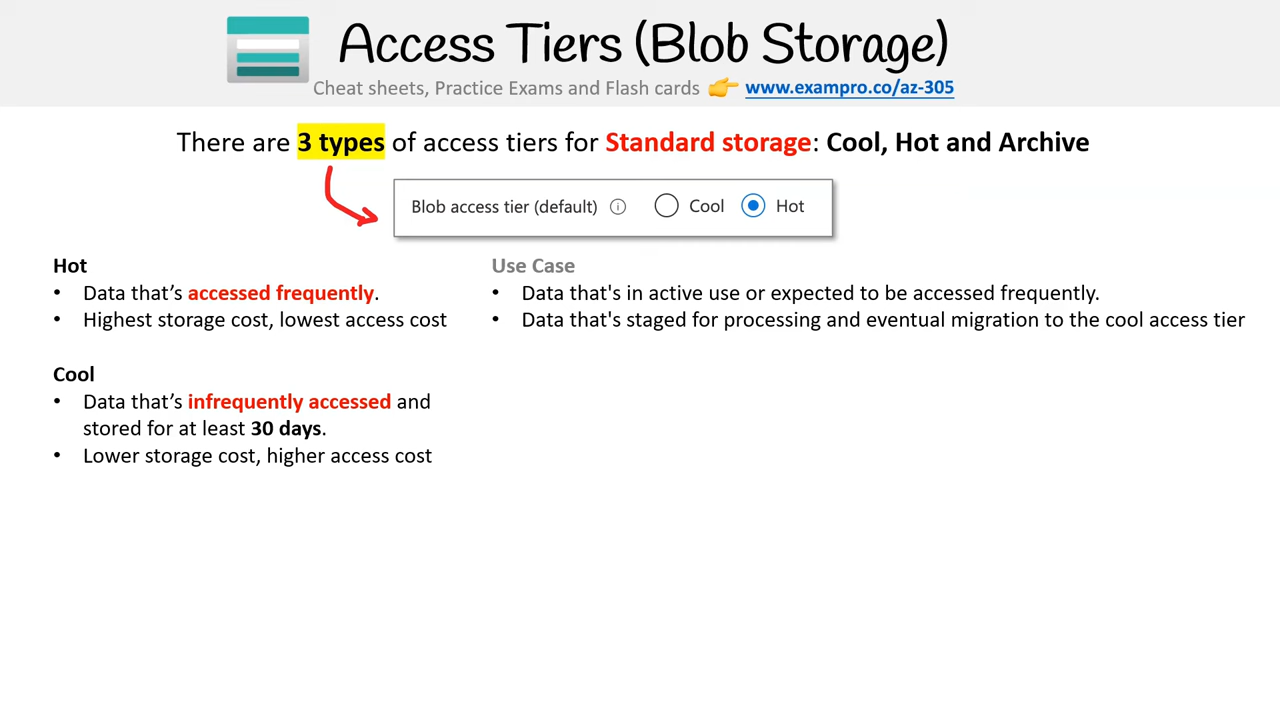 Access Tiers (Blob Storage)
Cheat sheets, Practice Exams and Flash cards 👉 www.exampro.co/az-305
There are 3 types of access tiers for Standard storage: Cool, Hot and Archive
Blob access tier (default) ⓘ Cool Hot
Hot
• Data that’s accessed frequently.
• Highest storage cost, lowest access cost
Use Case
• Data that's in active use or expected to be accessed frequently.
• Data that's staged for processing and eventual migration to the cool access tier
Cool
• Data that’s infrequently accessed and
stored for at least 30 days.
• Lower storage cost, higher access cost